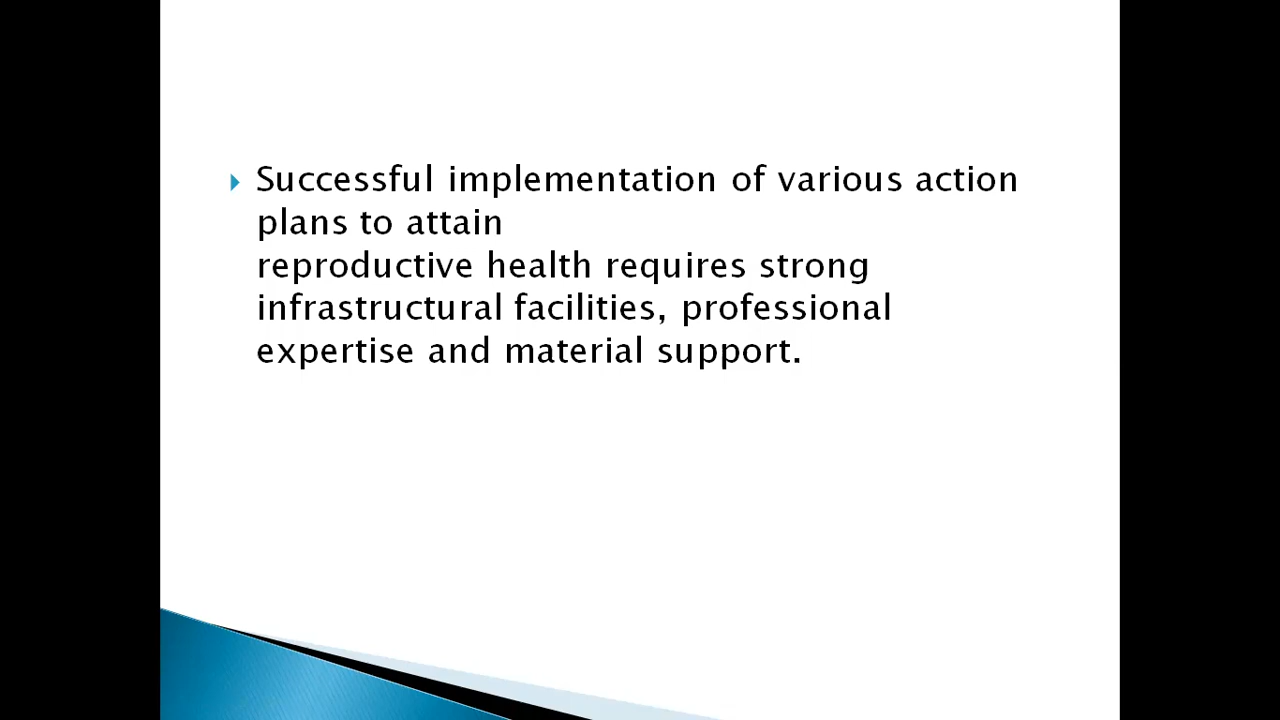 Successful implementation of various action
plans to attain
reproductive health requires strong
infrastructural facilities, professional
expertise and material support.